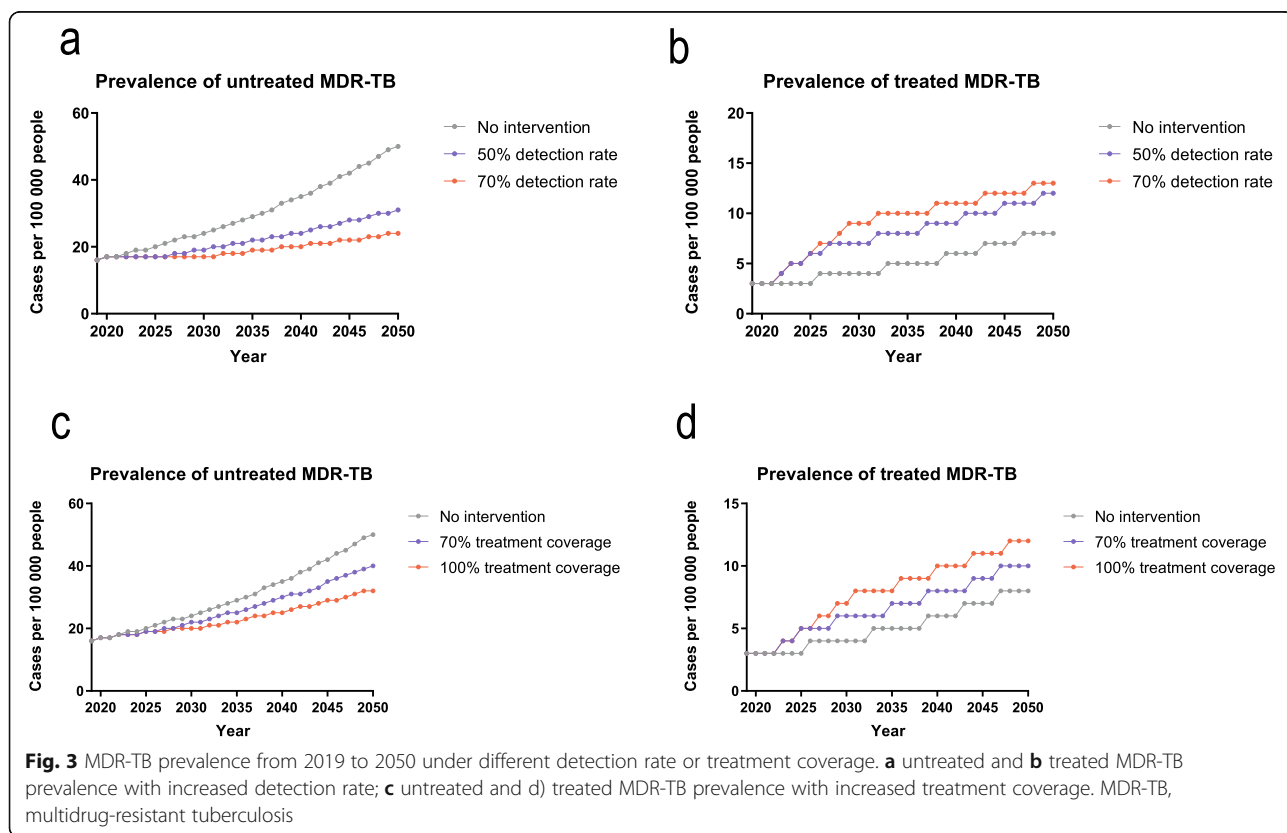 a
Prevalence of untreated MDR-TB
Cases per 100 000 people
60
40
20
0
2020 2025 2030 2035 2040 2045 2050
Year
No intervention
50% detection rate
70% detection rate
b
Prevalence of treated MDR-TB
Cases per 100 000 people
20
15
10
5
0
2020 2025 2030 2035 2040 2045 2050
Year
No intervention
50% detection rate
70% detection rate
c
Prevalence of untreated MDR-TB
Cases per 100 000 people
60
40
20
0
2020 2025 2030 2035 2040 2045 2050
Year
No intervention
70% treatment coverage
100% treatment coverage
d
Prevalence of treated MDR-TB
Cases per 100 000 people
15
10
5
0
2020 2025 2030 2035 2040 2045 2050
Year
No intervention
70% treatment coverage
100% treatment coverage
Fig. 3 MDR-TB prevalence from 2019 to 2050 under different detection rate or treatment coverage. a untreated and b treated MDR-TB
prevalence with increased detection rate; c untreated and d) treated MDR-TB prevalence with increased treatment coverage. MDR-TB,
multidrug-resistant tuberculosis